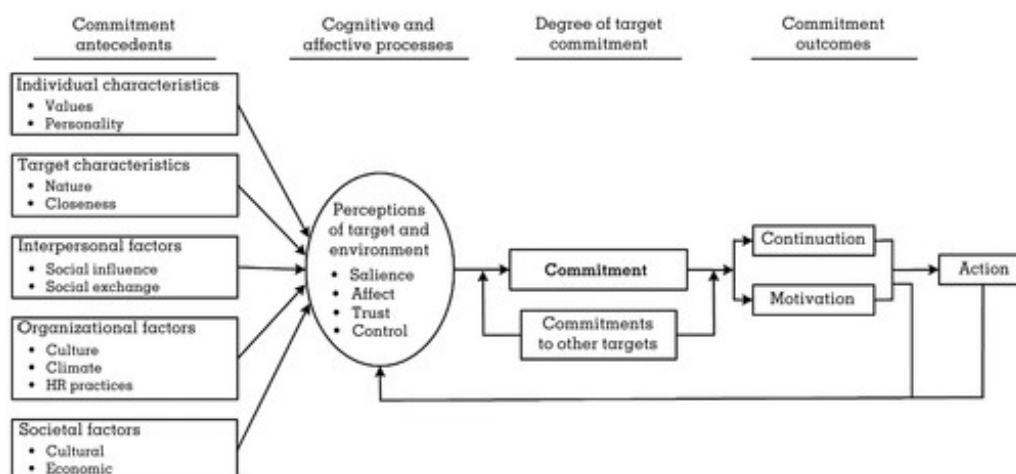 Commitment
antecedents
Cognitive and
affective processes
Degree of target
commitment
Commitment
outcomes
Individual characteristics
• Values
• Personality
Target characteristics
• Nature
• Closeness
Interpersonal factors
• Social influence
• Social exchange
Organizational factors
• Culture
• Climate
• HR practices
Societal factors
• Cultural
• Economic
Perceptions
of target and
environment
• Salience
• Affect
• Trust
• Control
Commitment
Commitments
to other targets
Continuation
Motivation
Action